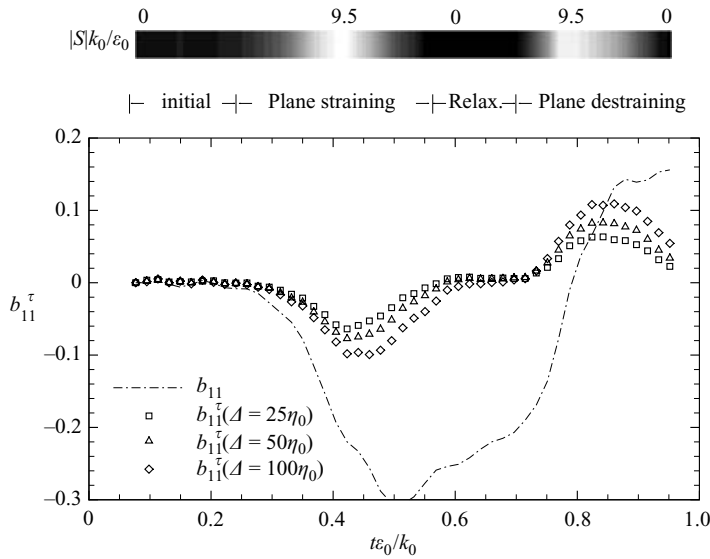 0 9.5 0 9.5 0
|S|k₀/ε₀
initial Plane straining Relax. Plane destraining
0.2
0.1
0
−0.1
−0.2
−0.3
b₁₁^τ
b₁₁
b₁₁^τ(Δ = 25η₀)
b₁₁^τ(Δ = 50η₀)
b₁₁^τ(Δ = 100η₀)
0 0.2 0.4 0.6 0.8 1.0
tε₀/k₀